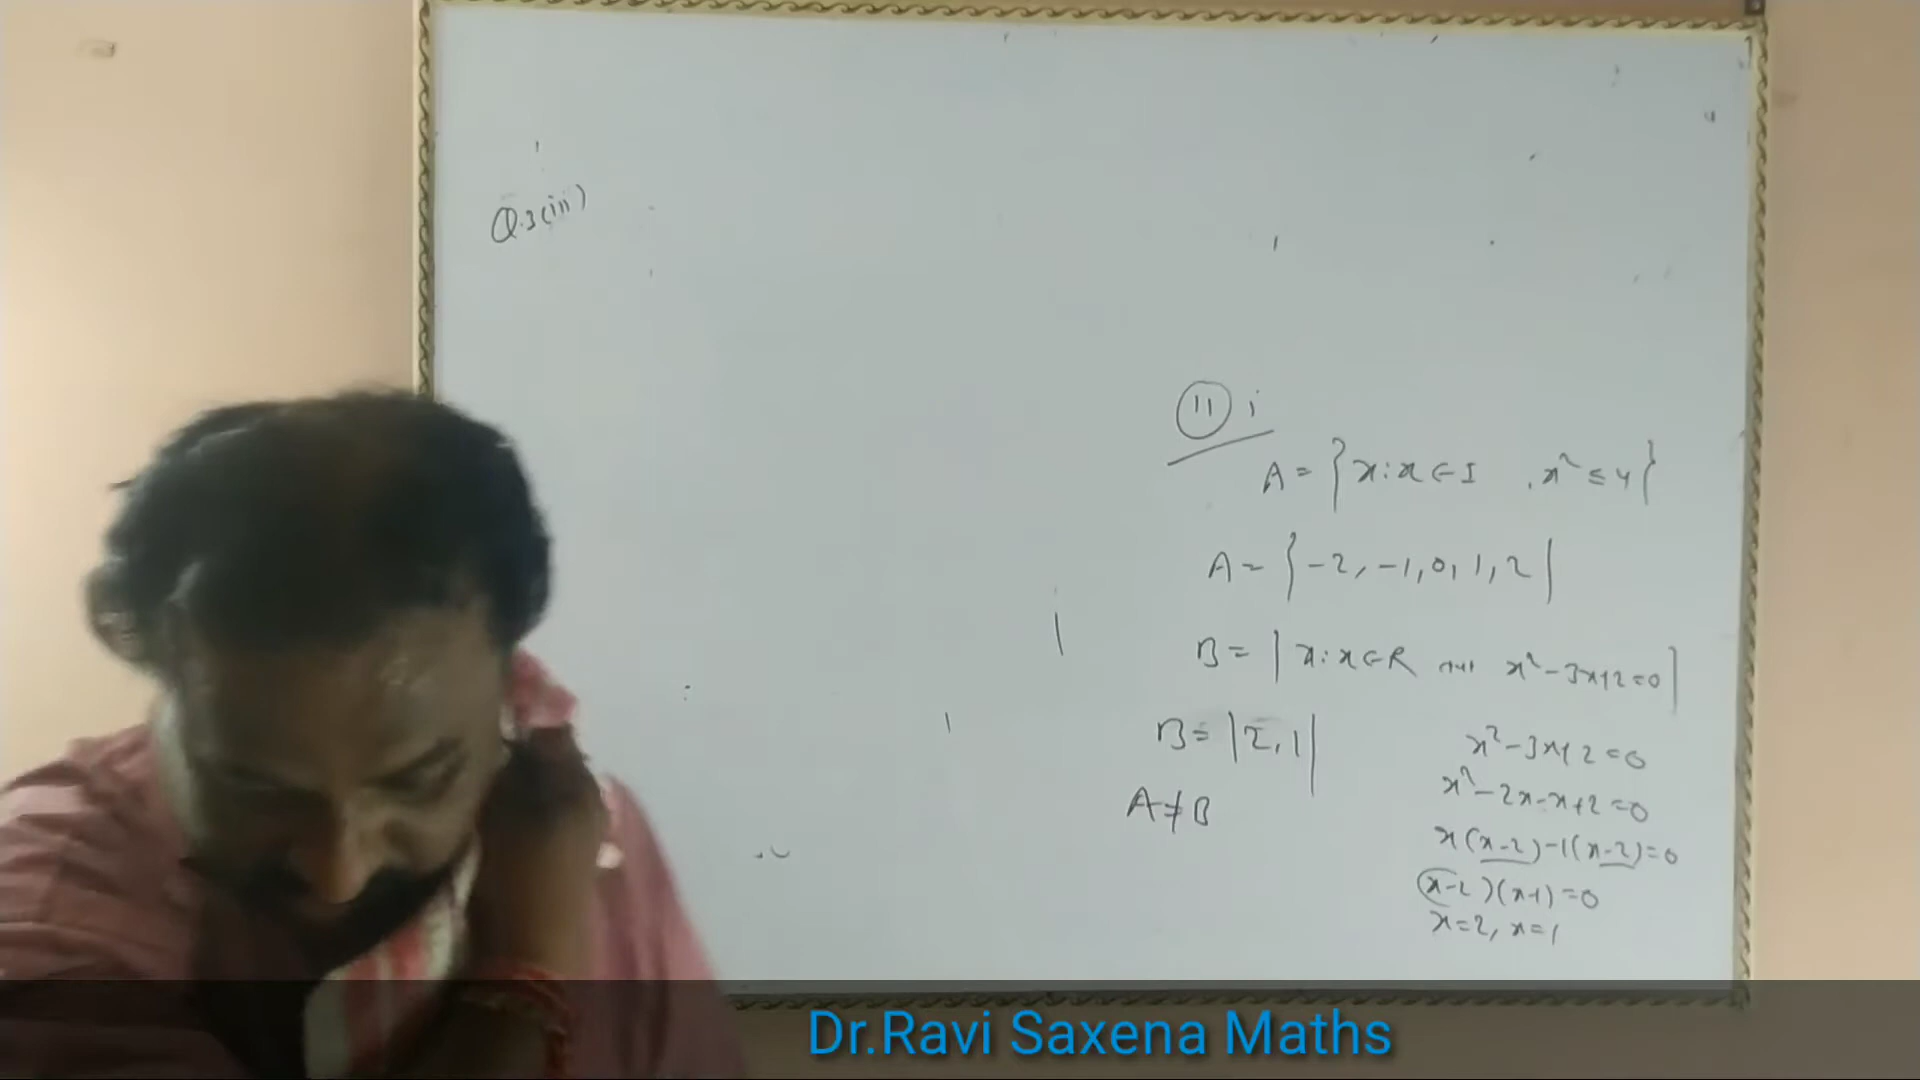 Q.3(iii)
11 i
A = {x : x ∈ I , x² ≤ 4}
A = {-2, -1, 0, 1, 2}
B = {x : x ∈ R x² - 3x + 2 = 0}
B = {2, 1}
A ≠ B
x² - 3x + 2 = 0
x² - 2x - x + 2 = 0
x(x-2) - 1(x-2) = 0
(x-2)(x-1) = 0
x = 2, x = 1
Dr.Ravi Saxena Maths